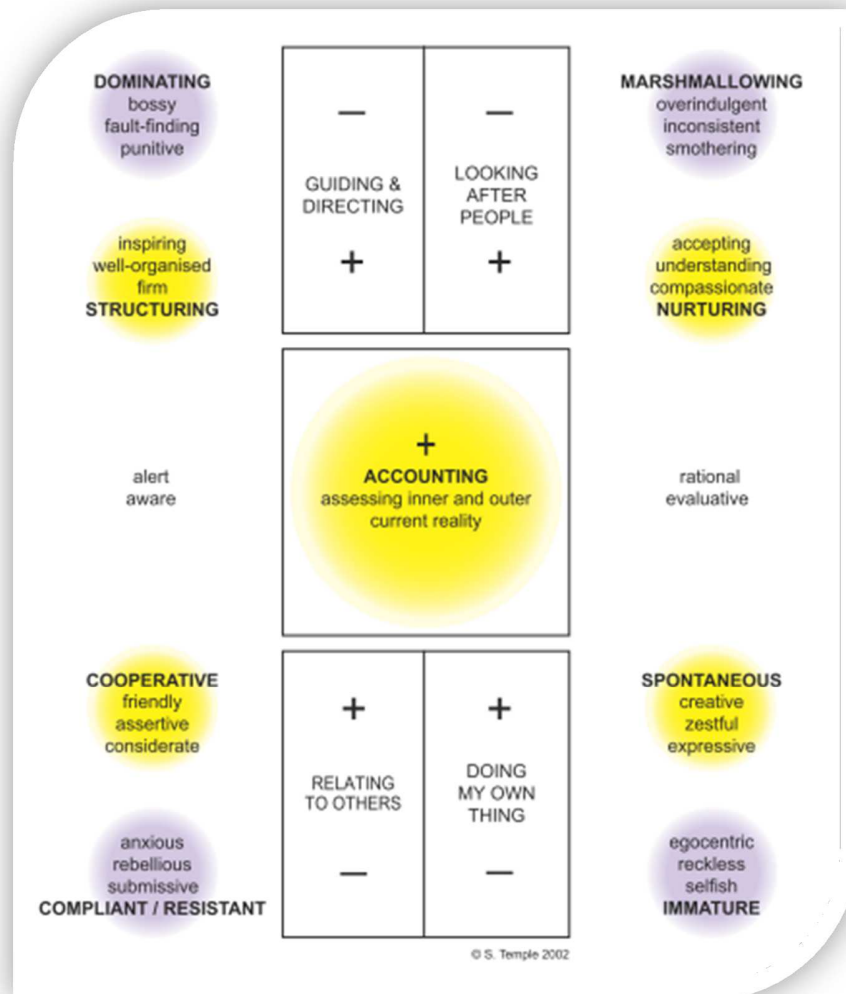 DOMINATING
bossy
fault-finding
punitive
−
GUIDING &
DIRECTING
+
−
LOOKING
AFTER
PEOPLE
+
MARSHMALLOWING
overindulgent
inconsistent
smothering
inspiring
well-organised
firm
STRUCTURING
accepting
understanding
compassionate
NURTURING
alert
aware
+
ACCOUNTING
assessing inner and outer
current reality
rational
evaluative
COOPERATIVE
friendly
assertive
considerate
+
RELATING
TO OTHERS
−
+
DOING
MY OWN
THING
−
SPONTANEOUS
creative
zestful
expressive
anxious
rebellious
submissive
COMPLIANT / RESISTANT
egocentric
reckless
selfish
IMMATURE
© S. Temple 2002